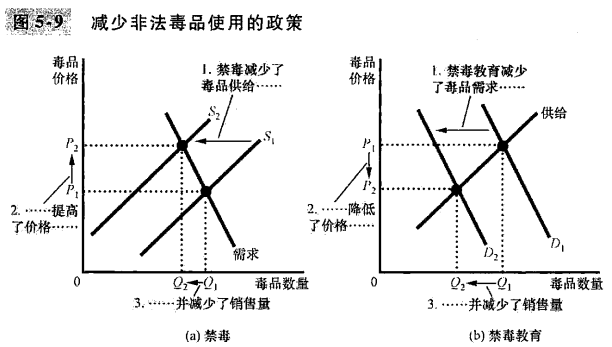 图 5-9 减少非法毒品使用的政策
毒品
价格
1. 禁毒减少了
毒品供给……
S₂
S₁
P₂
P₁
2. ……提高
了价格……
需求
0
Q₂
Q₁
毒品数量
3. ……并减少了销售量
(a) 禁毒
毒品
价格
1. 禁毒教育减少
了毒品需求……
供给
P₁
P₂
2. ……降低
了价格……
D₂
D₁
0
Q₂
Q₁
毒品数量
3. ……并减少了销售量
(b) 禁毒教育